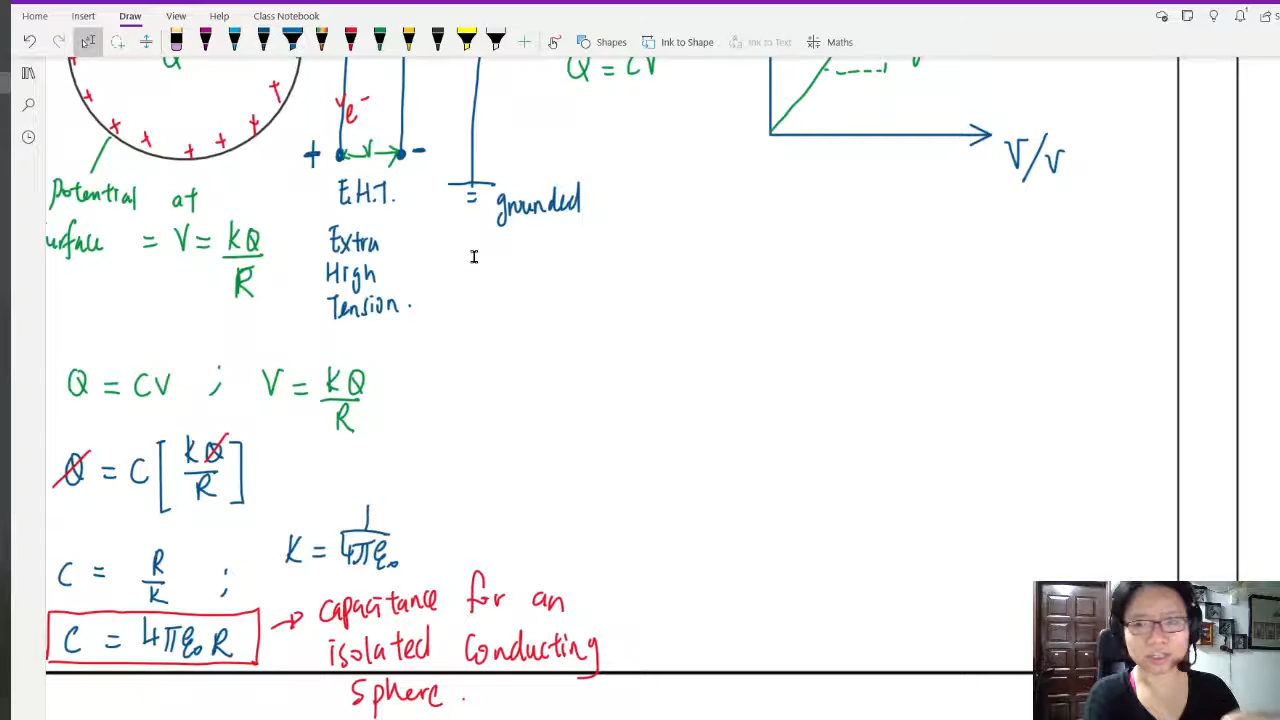 Home Insert Draw View Help Class Notebook
Shapes Ink to Shape Ink to Text Maths
Q
Q = CV
V
e-
+ V -
V/V
E.H.T.
= grounded
Potential at
urface = V = kQ/R
Extra
High
Tension.
Q = CV ; V = kQ/R
Q = C [kQ/R]
K = 1/4πε₀
C = R/K ;
C = 4πε₀R → capacitance for an
isolated conducting
sphere.